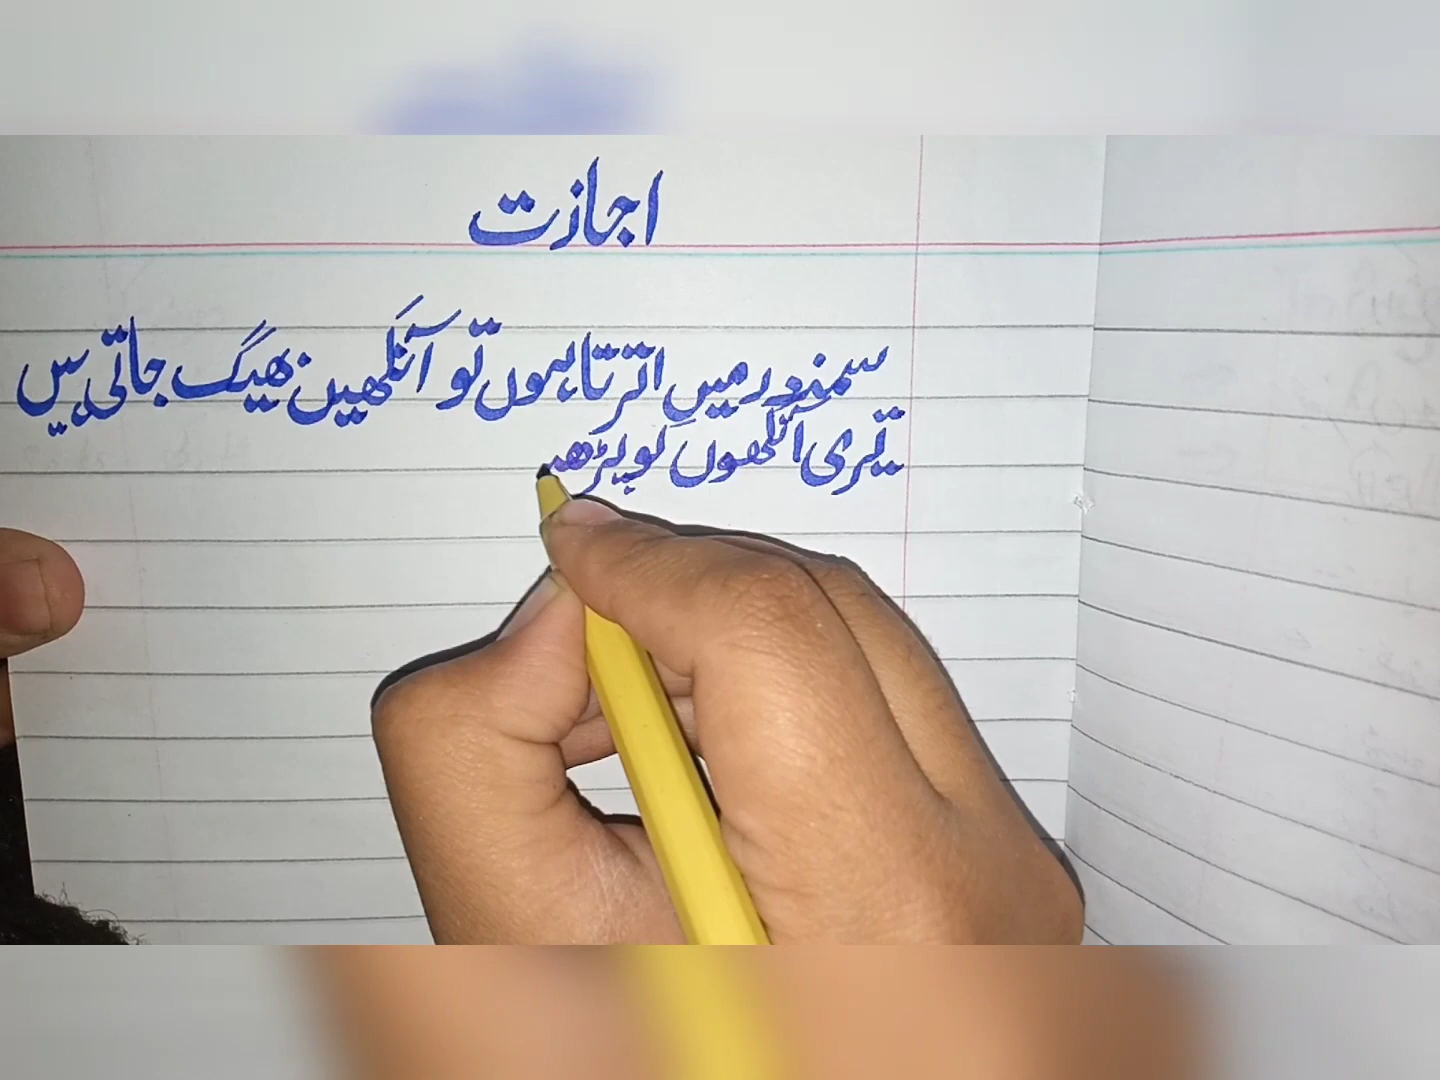 اجازت
سمندر میں اترتا ہوں تو آنکھیں بھیگ جاتی ہیں
تیری آنکھوں کو پڑھ